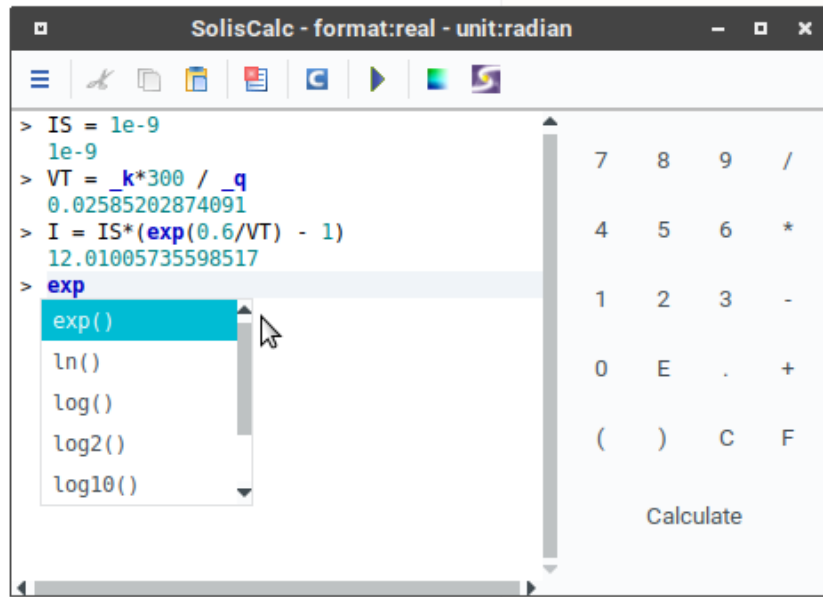 SolisCalc - format:real - unit:radian
C
> IS = 1e-9
1e-9
> VT = _k*300 / _q
0.02585202874091
> I = IS*(exp(0.6/VT) - 1)
12.01005735598517
> exp
exp()
ln()
log()
log2()
log10()
7 8 9 /
4 5 6 *
1 2 3 -
0 E . +
( ) C F
Calculate